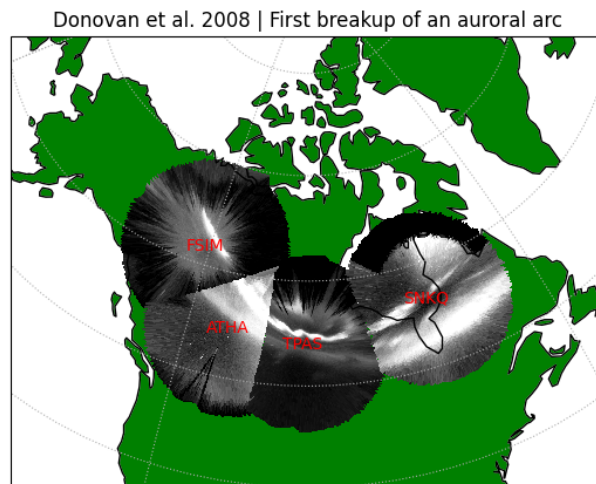 Donovan et al. 2008 | First breakup of an auroral arc
FSIM
SNKQ
ATHA
TPAS